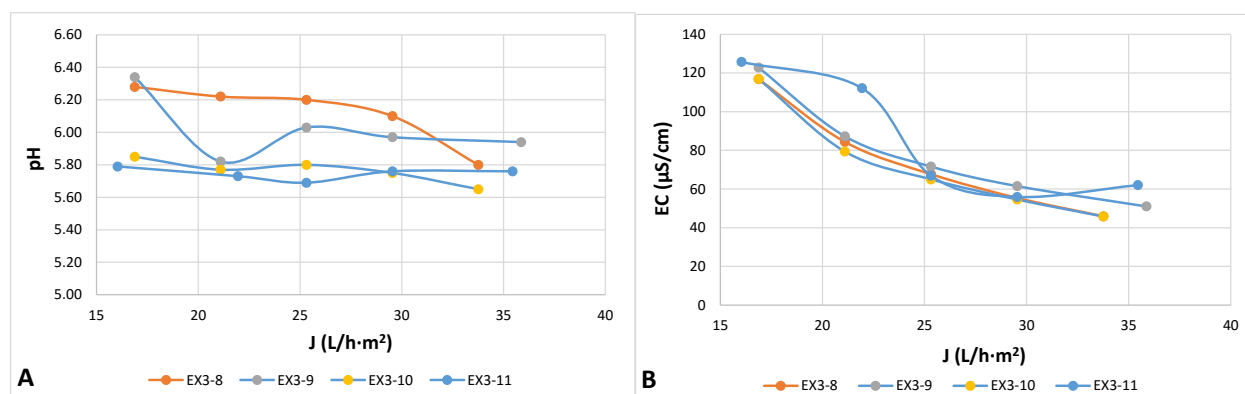 6.60
6.40
6.20
6.00
5.80
5.60
5.40
5.20
5.00
pH
15 20 25 30 35 40
J (L/h·m²)
A
EX3-8 EX3-9 EX3-10 EX3-11
140
120
100
80
60
40
20
0
EC (µS/cm)
15 20 25 30 35 40
J (L/h·m²)
B
EX3-8 EX3-9 EX3-10 EX3-11